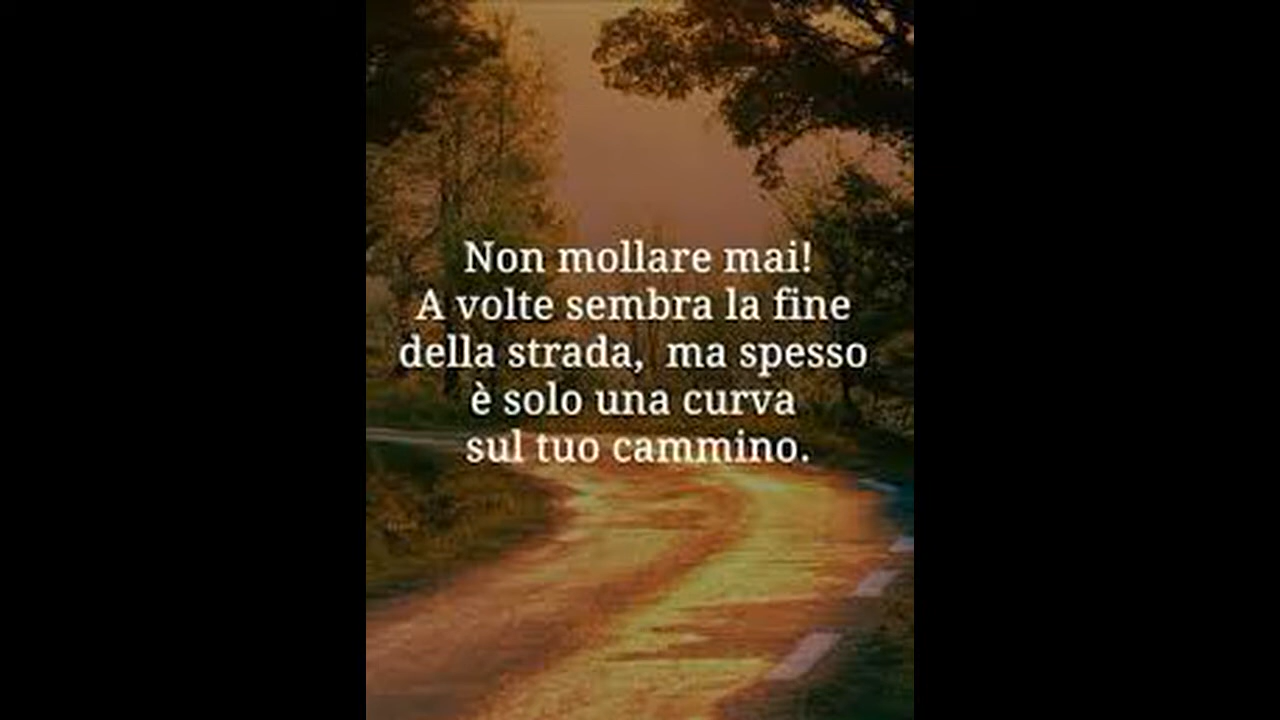 Non mollare mai!
A volte sembra la fine
della strada,  ma spesso
è solo una curva
sul tuo cammino.